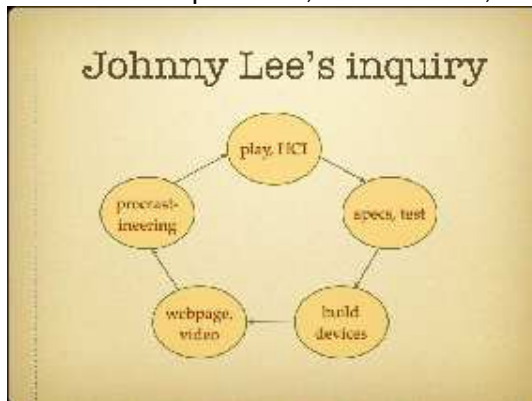 Johnny Lee's inquiry
play, HCI
specs, test
build
devices
webpage,
video
procrast-
ineering